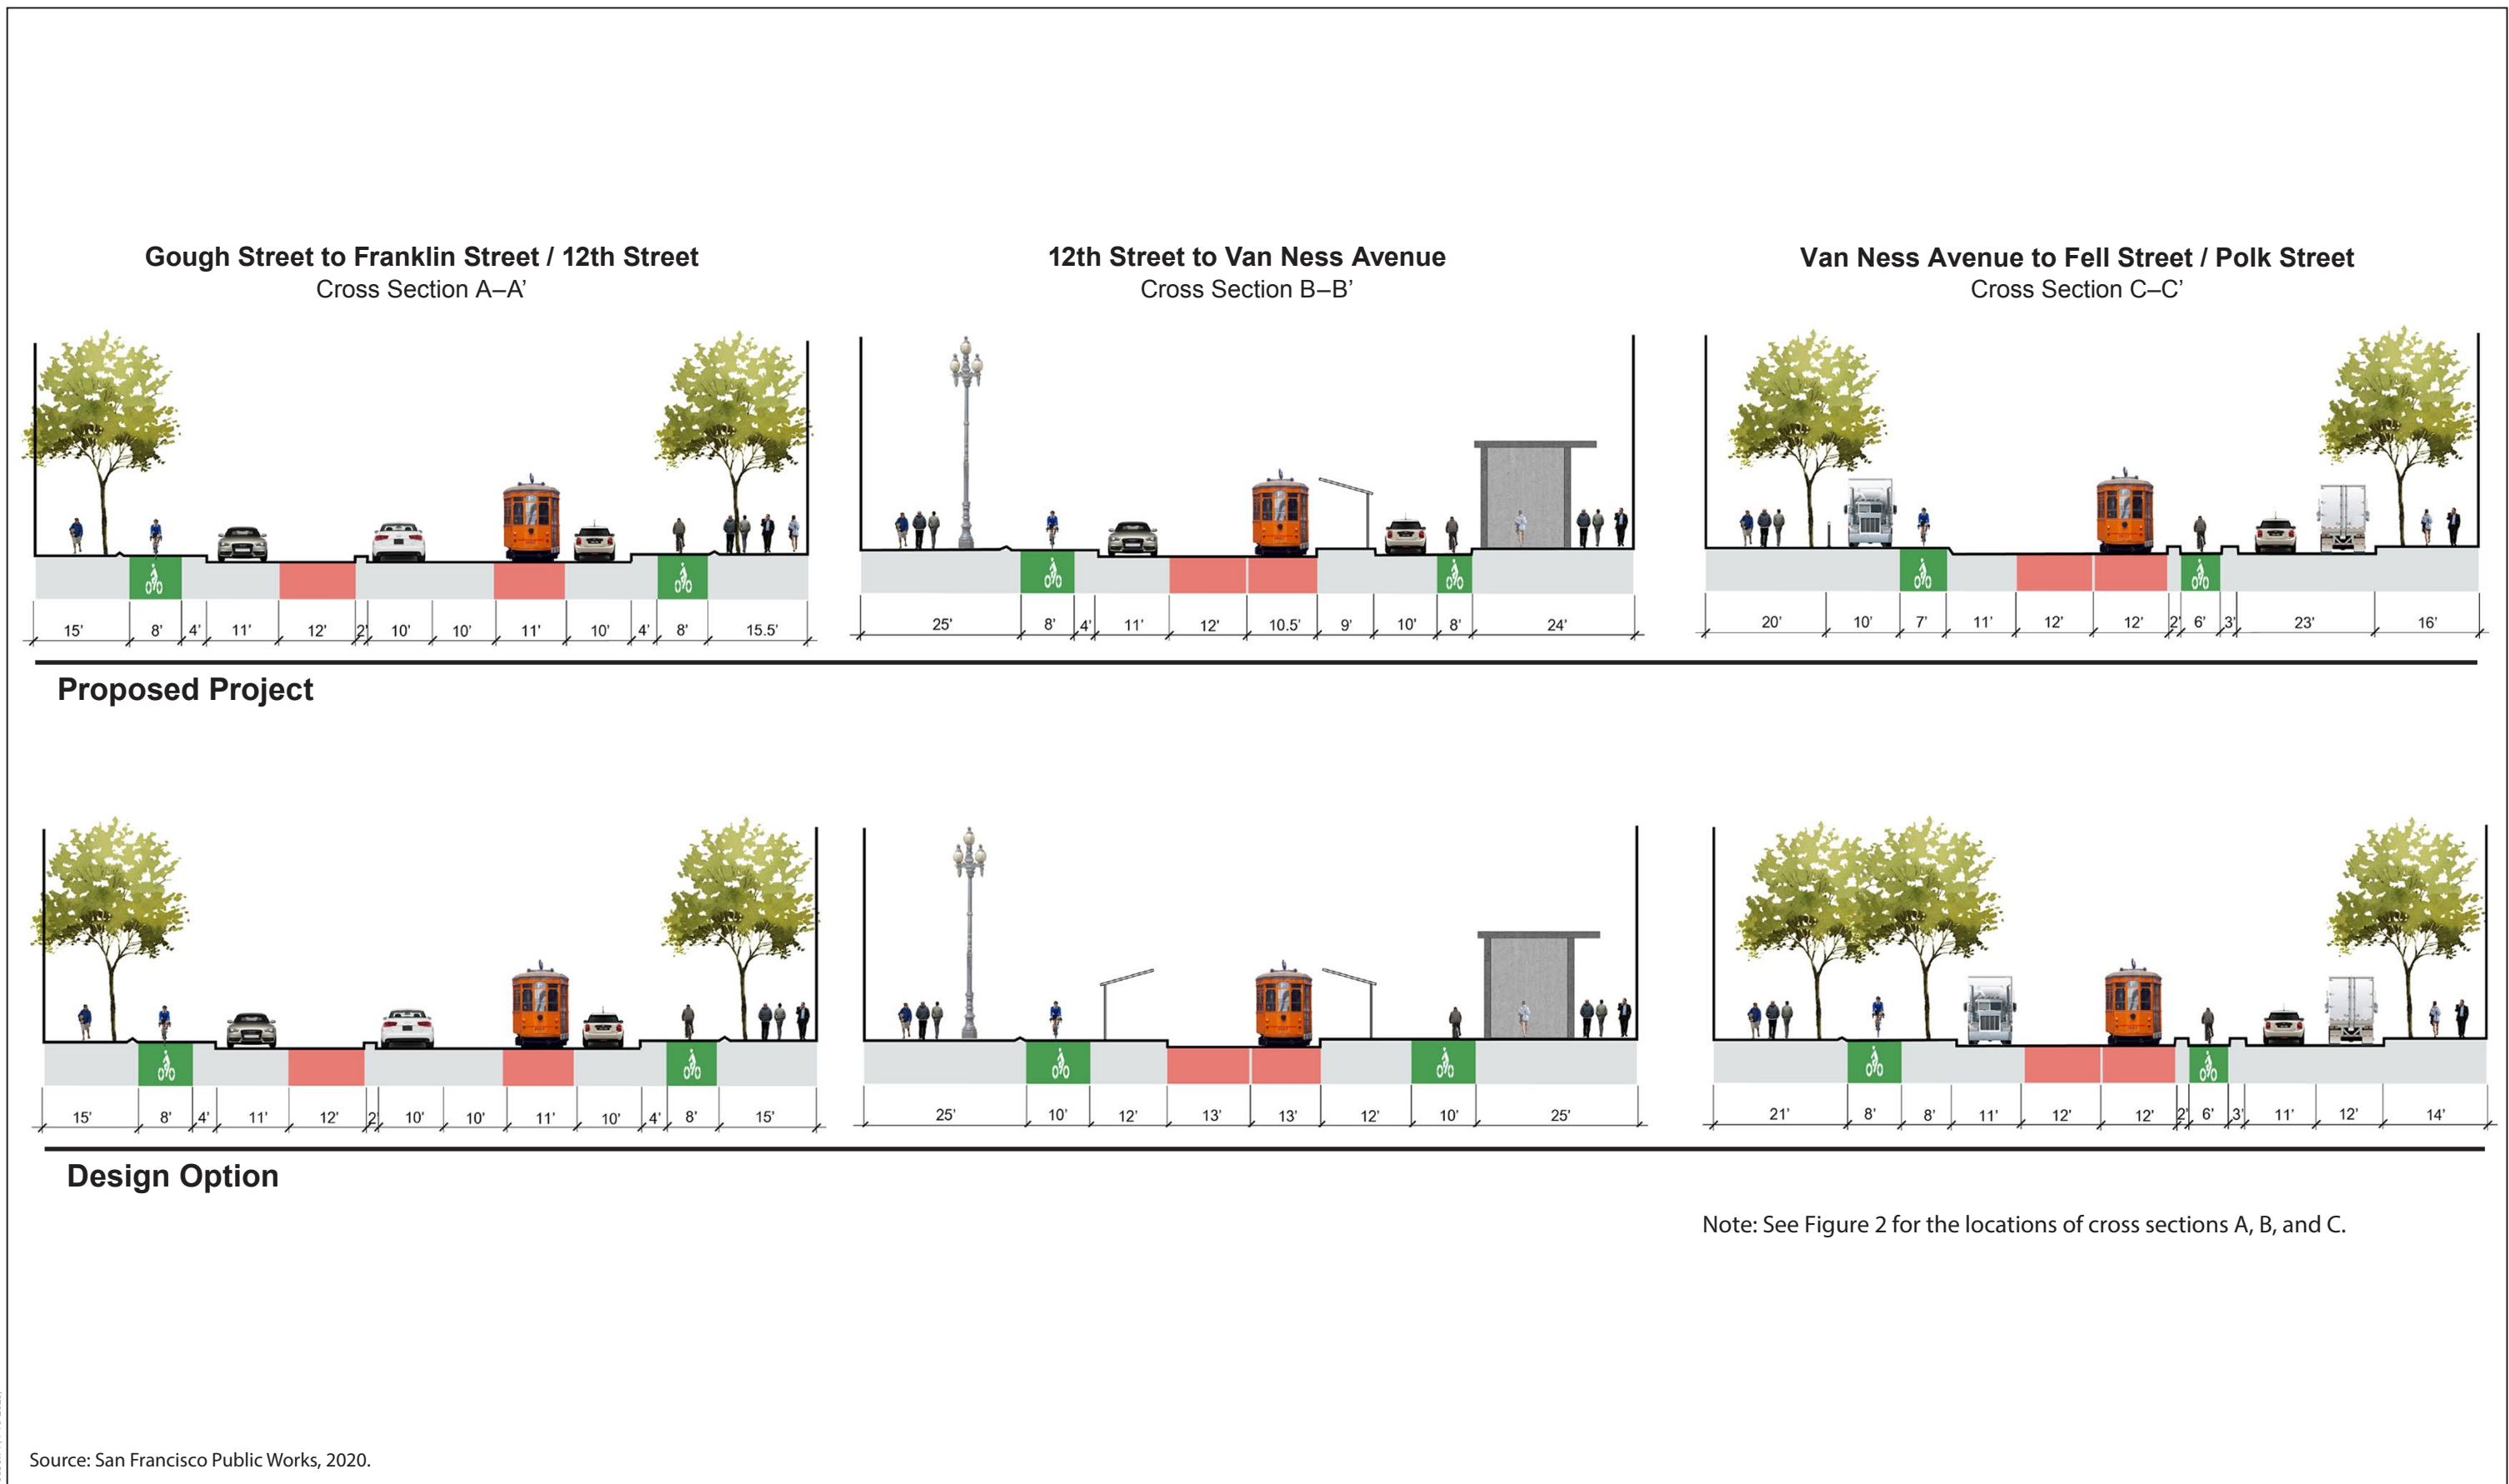 Gough Street to Franklin Street / 12th Street
Cross Section A–A’
12th Street to Van Ness Avenue
Cross Section B–B’
Van Ness Avenue to Fell Street / Polk Street
Cross Section C–C’
15’ 8’ 4’ 11’ 12’ 2’ 10’ 10’ 11’ 10’ 4’ 8’ 15.5’
25’ 8’ 4’ 11’ 12’ 10.5’ 9’ 10’ 8’ 24’
20’ 10’ 7’ 11’ 12’ 12’ 2’ 6’ 3’ 23’ 16’
Proposed Project
15’ 8’ 4’ 11’ 12’ 2’ 10’ 10’ 11’ 10’ 4’ 8’ 15’
25’ 10’ 12’ 13’ 13’ 12’ 10’ 25’
21’ 8’ 8’ 11’ 12’ 12’ 2’ 6’ 3’ 11’ 12’ 14’
Design Option
Note: See Figure 2 for the locations of cross sections A, B, and C.
Source: San Francisco Public Works, 2020.